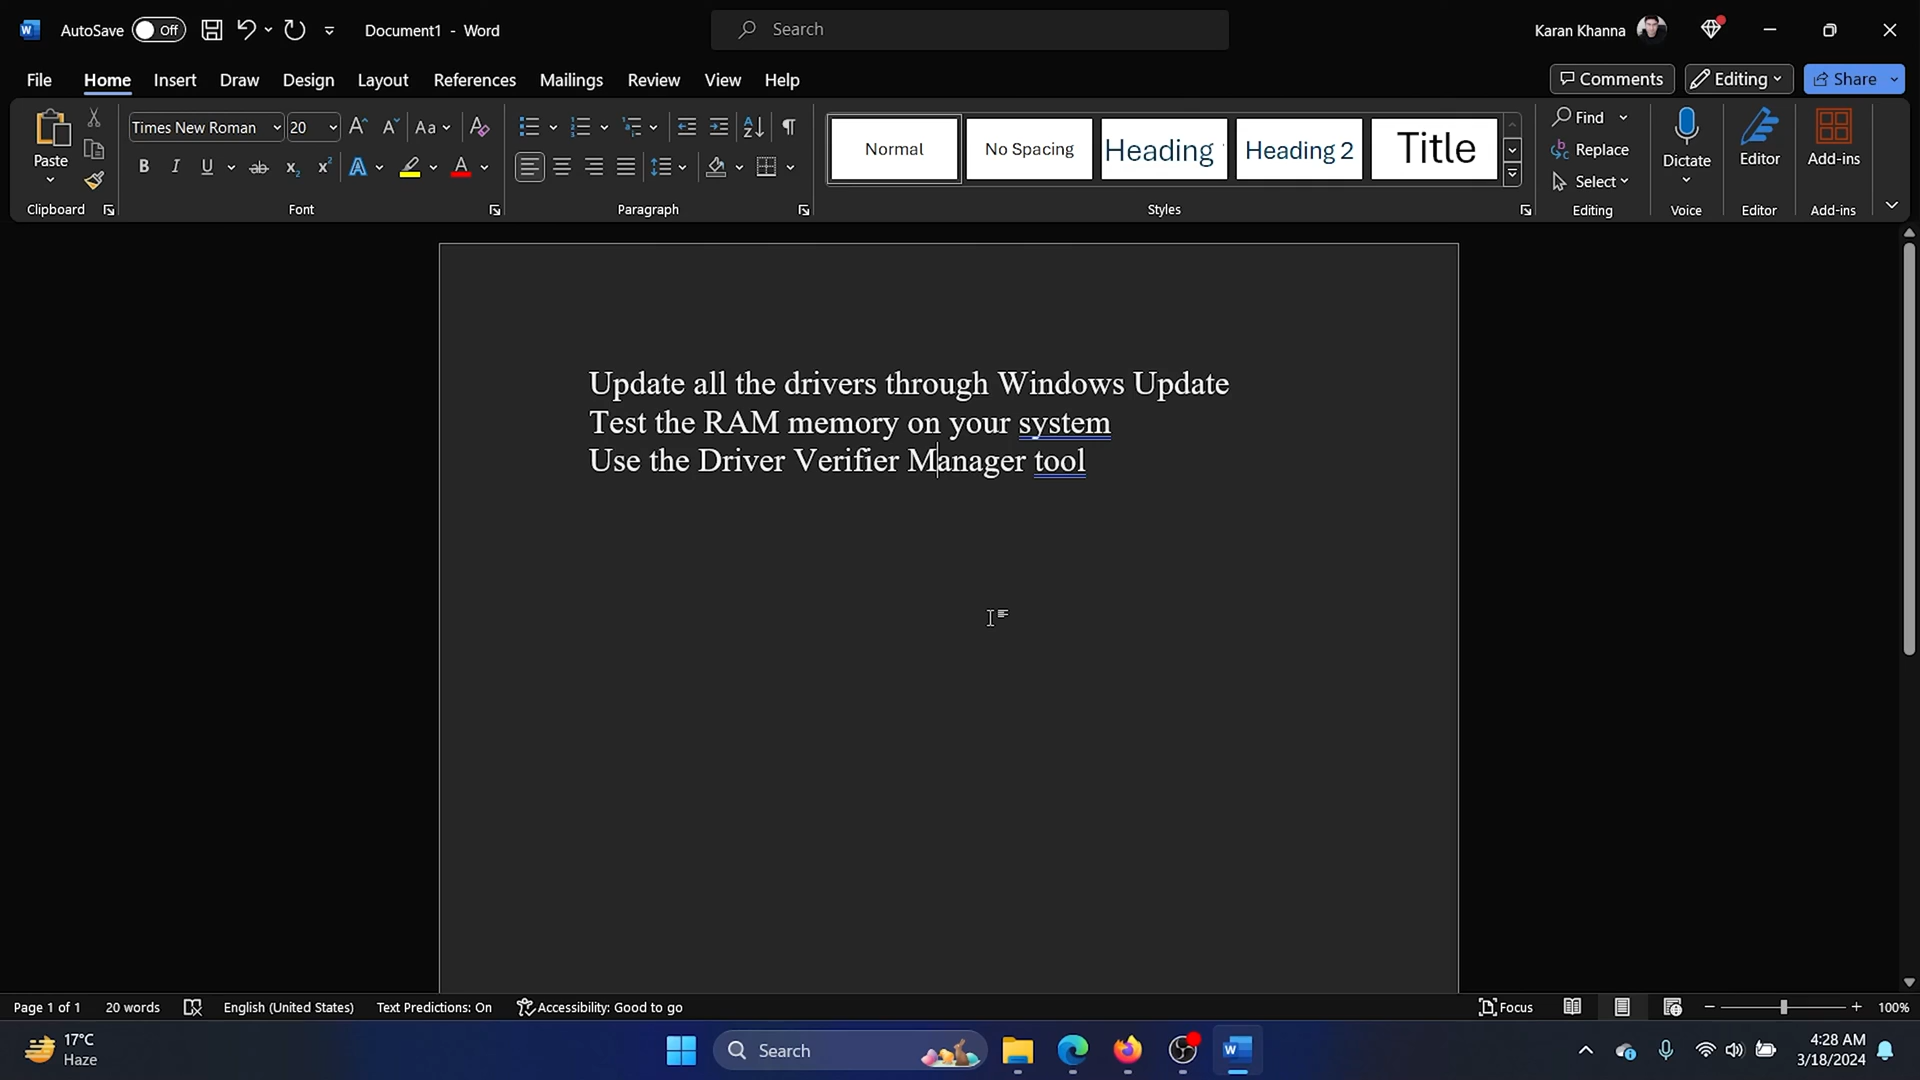 AutoSave Off Document1 - Word Search Karan Khanna
File Home Insert Draw Design Layout References Mailings Review View Help Comments Editing Share
Paste Times New Roman 20 Aa Normal No Spacing Heading Heading 2 Title Find Replace Select Dictate Editor Add-ins
Clipboard Font Paragraph Styles Editing Voice Editor Add-ins
Update all the drivers through Windows Update
Test the RAM memory on your system
Use the Driver Verifier Manager tool
Page 1 of 1 20 words English (United States) Text Predictions: On Accessibility: Good to go Focus 100%
17°C
Haze
Search
4:28 AM
3/18/2024